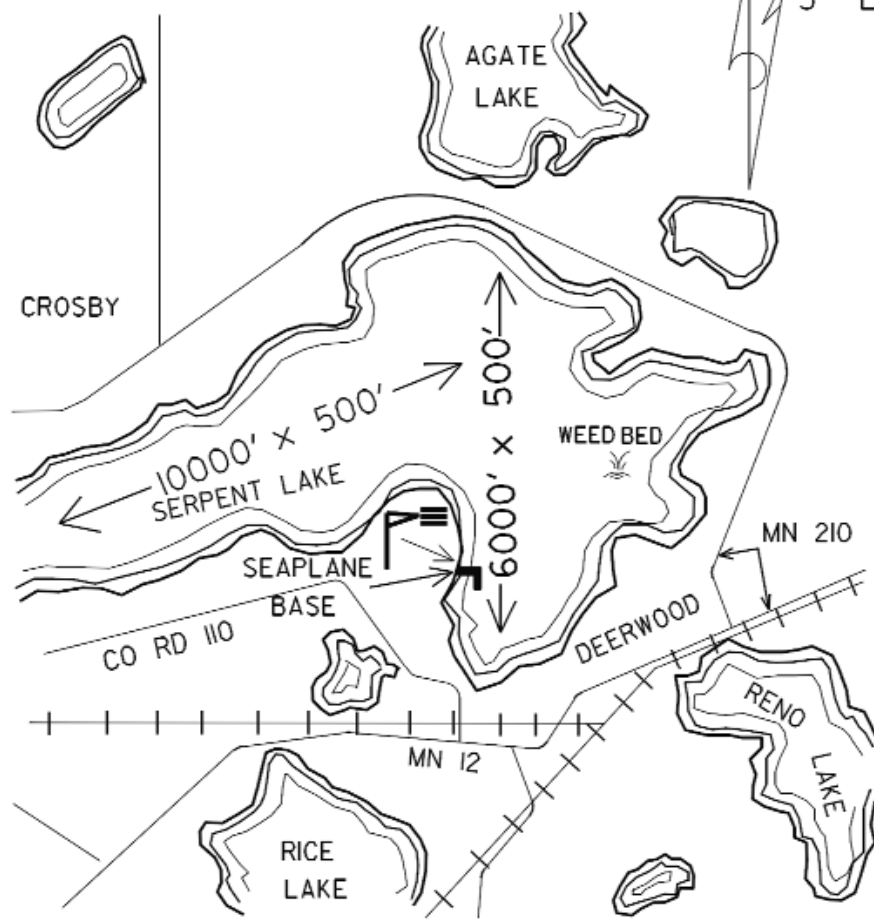 AGATE
LAKE
CROSBY
10000' x 500'
SERPENT LAKE
6000' x 500'
WEED BED
SEAPLANE
BASE
MN 210
CO RD 110
DEERWOOD
RENO
LAKE
MN 12
RICE
LAKE